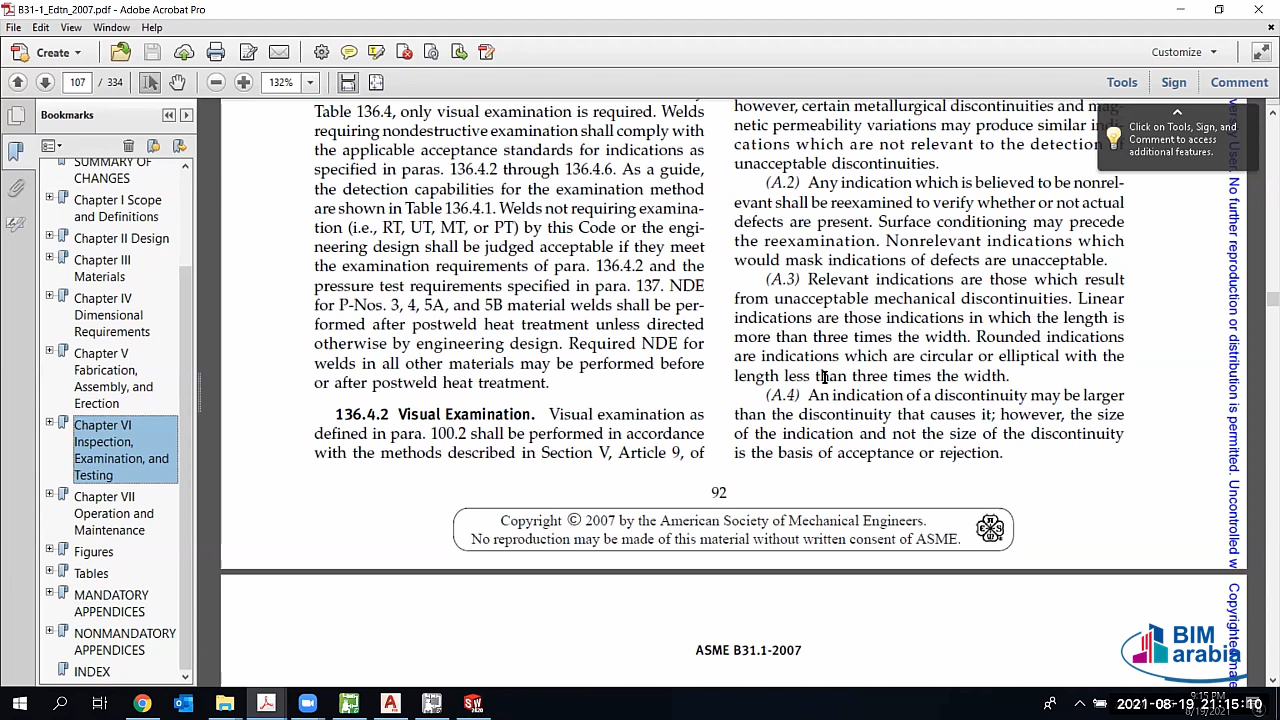 B31-1_Edtn_2007.pdf - Adobe Acrobat Pro
File Edit View Window Help
Create
Customize
107 / 334
132%
Tools Sign Comment
Bookmarks
SUMMARY OF
CHANGES
Chapter I Scope
and Definitions
Chapter II Design
Chapter III
Materials
Chapter IV
Dimensional
Requirements
Chapter V
Fabrication,
Assembly, and
Erection
Chapter VI
Inspection,
Examination, and
Testing
Chapter VII
Operation and
Maintenance
Figures
Tables
MANDATORY
APPENDICES
NONMANDATORY
APPENDICES
INDEX
Table 136.4, only visual examination is required. Welds
requiring nondestructive examination shall comply with
the applicable acceptance standards for indications as
specified in paras. 136.4.2 through 136.4.6. As a guide,
the detection capabilities for the examination method
are shown in Table 136.4.1. Welds not requiring examina-
tion (i.e., RT, UT, MT, or PT) by this Code or the engi-
neering design shall be judged acceptable if they meet
the examination requirements of para. 136.4.2 and the
pressure test requirements specified in para. 137. NDE
for P-Nos. 3, 4, 5A, and 5B material welds shall be per-
formed after postweld heat treatment unless directed
otherwise by engineering design. Required NDE for
welds in all other materials may be performed before
or after postweld heat treatment.
136.4.2 Visual Examination. Visual examination as
defined in para. 100.2 shall be performed in accordance
with the methods described in Section V, Article 9, of
however, certain metallurgical discontinuities and mag-
netic permeability variations may produce similar indi-
cations which are not relevant to the detection of
unacceptable discontinuities.
(A.2) Any indication which is believed to be nonrel-
evant shall be reexamined to verify whether or not actual
defects are present. Surface conditioning may precede
the reexamination. Nonrelevant indications which
would mask indications of defects are unacceptable.
(A.3) Relevant indications are those which result
from unacceptable mechanical discontinuities. Linear
indications are those indications in which the length is
more than three times the width. Rounded indications
are indications which are circular or elliptical with the
length less than three times the width.
(A.4) An indication of a discontinuity may be larger
than the discontinuity that causes it; however, the size
of the indication and not the size of the discontinuity
is the basis of acceptance or rejection.
Click on Tools, Sign, and
Comment to access
additional features.
User, No further reproduction or distribution is permitted. Uncontrolled w
92
Copyright © 2007 by the American Society of Mechanical Engineers.
No reproduction may be made of this material without written consent of ASME.
ASME B31.1-2007
BIM
arabia
9:15 PM
8/19/2021
2021-08-19 21:15:10